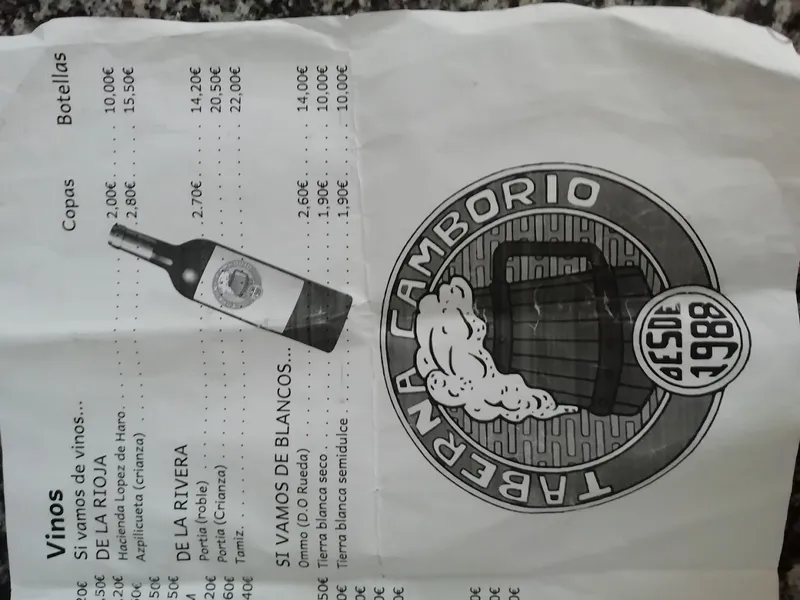 Vinos
Copas Botellas
Si vamos de vinos...
DE LA RIOJA
Hacienda Lopez de Haro. 2,00€ 10,00€
Azpilicueta (crianza) 2,80€ 15,50€
DE LA RIVERA
Portia (roble) 2.70€ 14,20€
Portia (Crianza) 20,50€
Tamiz. 22,00€
SI VAMOS DE BLANCOS...
Ommo (D.O Rueda) 2,60€ 14,00€
Tierra blanca seco 1,90€ 10,00€
Tierra blanca semidulce 1,90€ 10,00€
TABERNA CAMBORIO
DESDE
1988